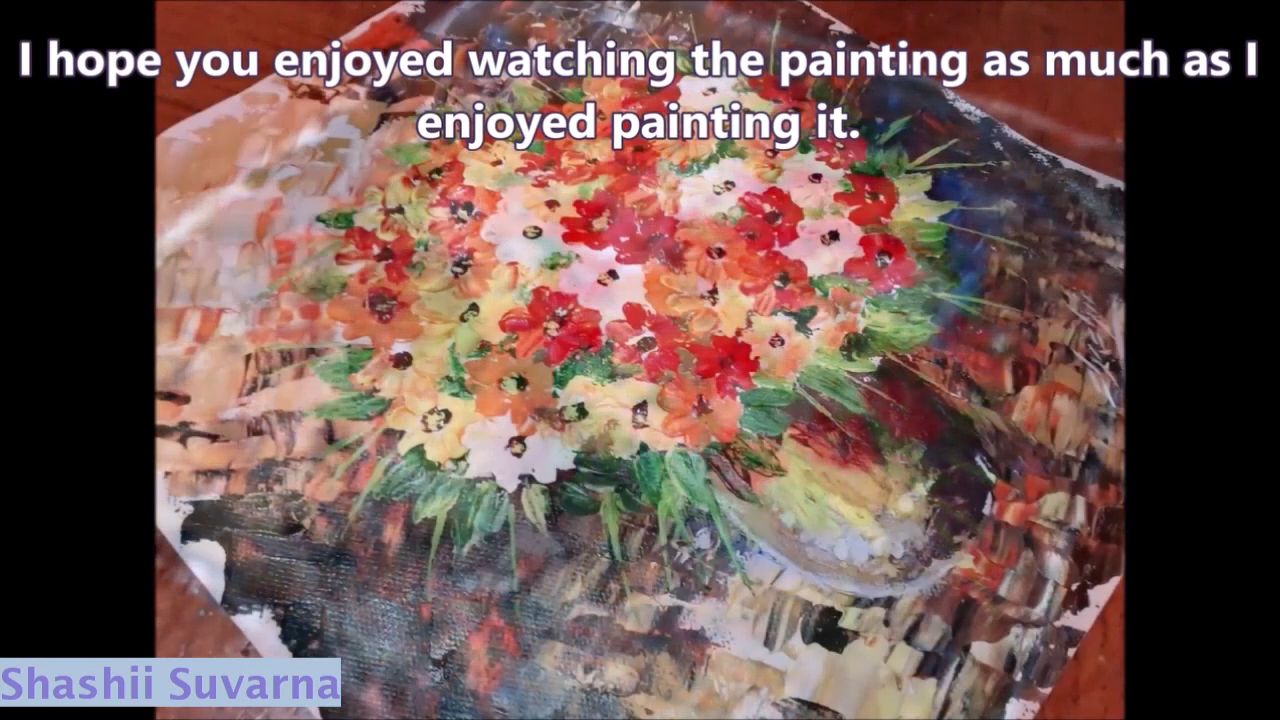 I hope you enjoyed watching the painting as much as I
enjoyed painting it.
Shashii Suvarna